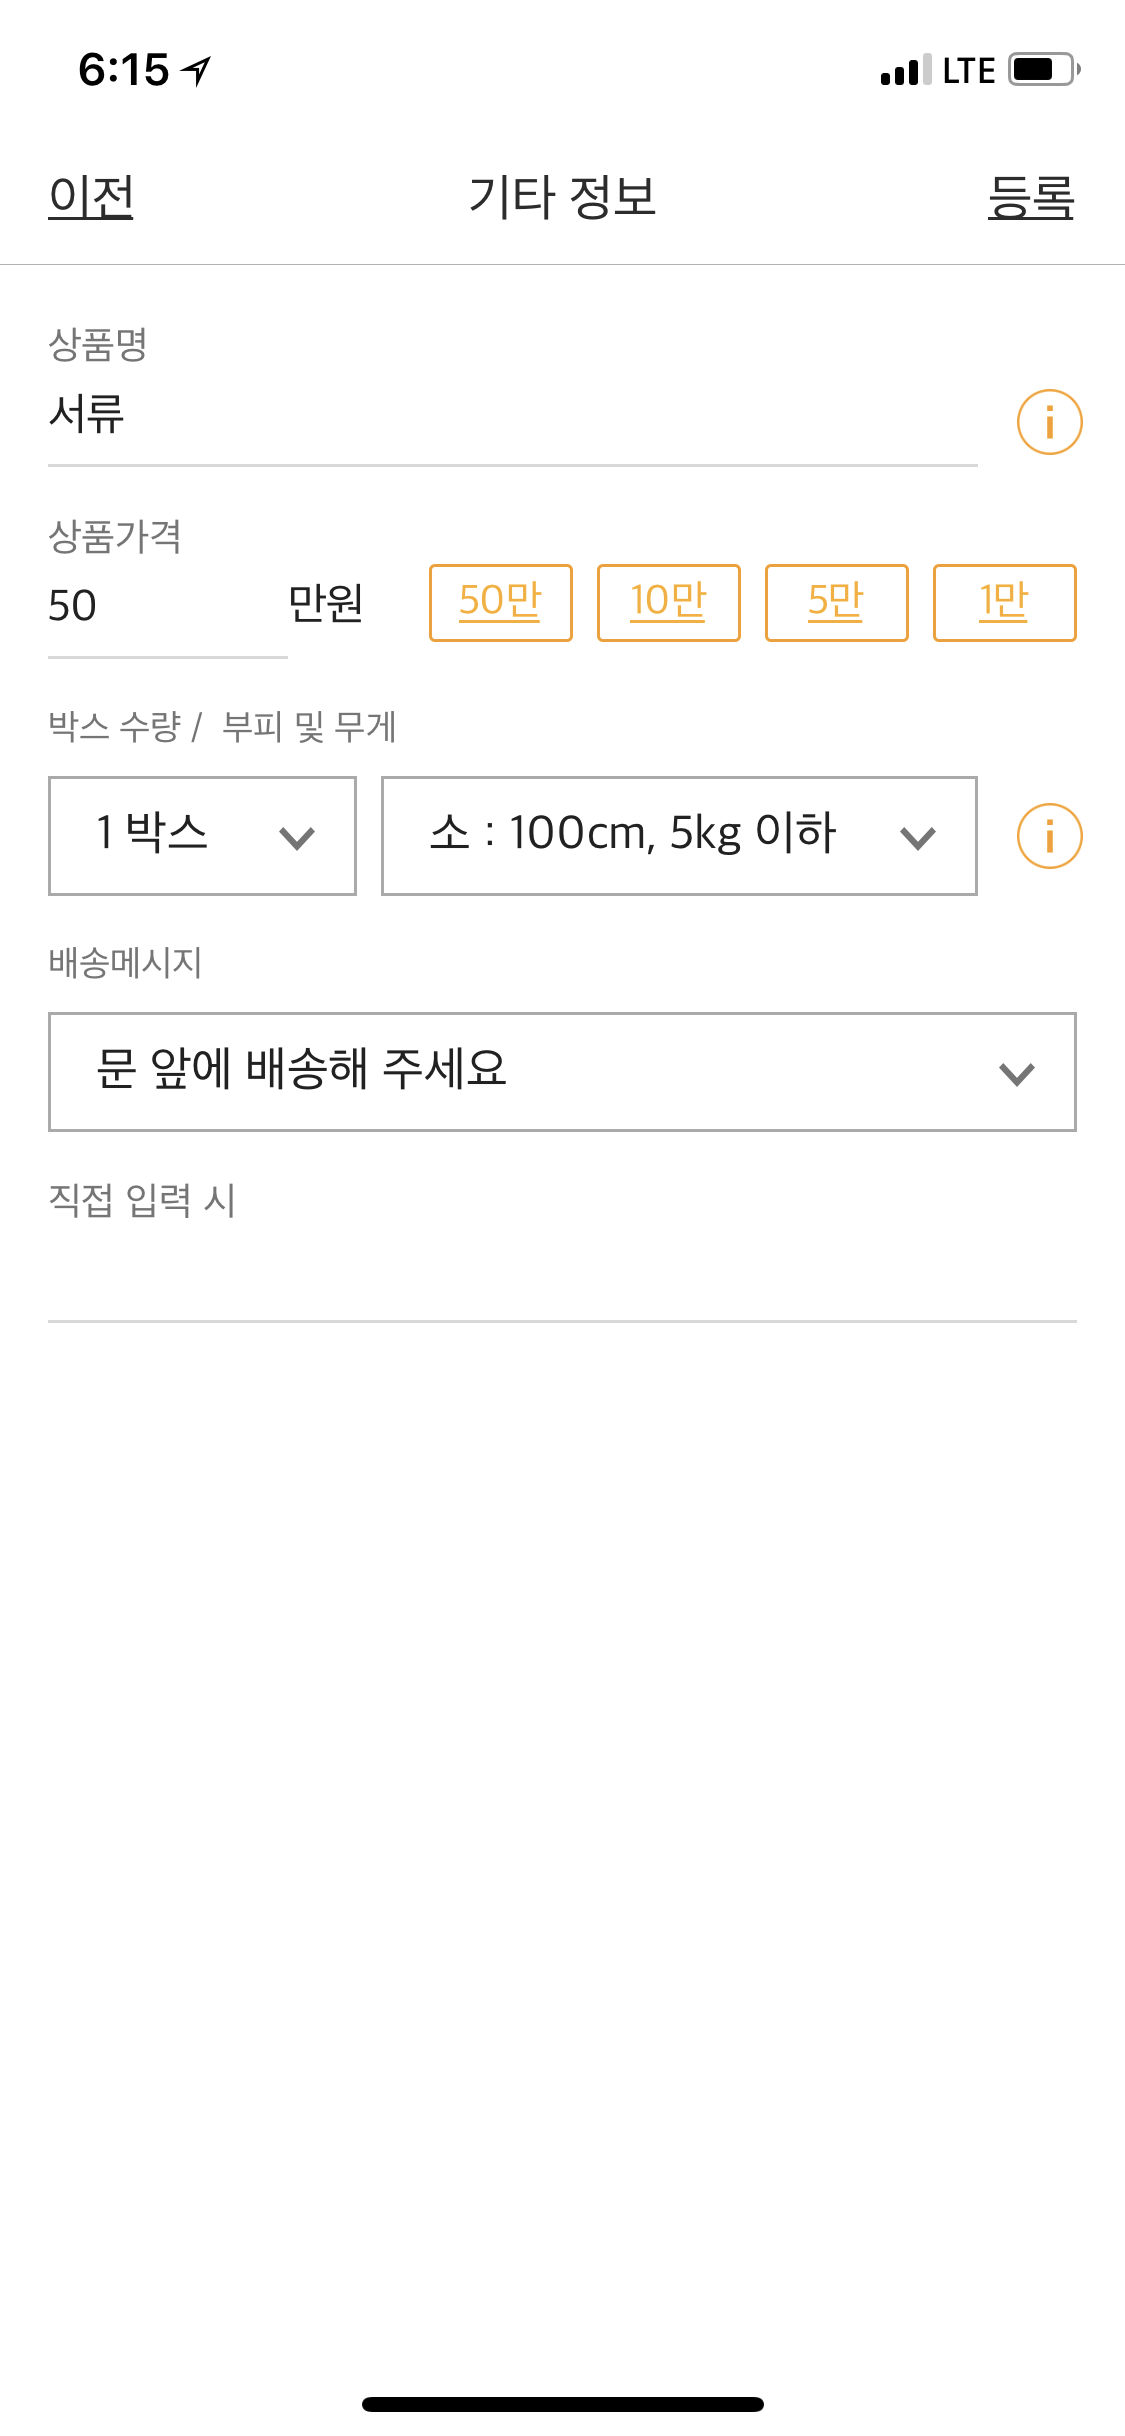 6:15 LTE
이전 기타 정보 등록
상품명
서류
상품가격
50 만원 50만 10만 5만 1만
박스 수량 / 부피 및 무게
1 박스 소 : 100cm, 5kg 이하
배송메시지
문 앞에 배송해 주세요
직접 입력 시